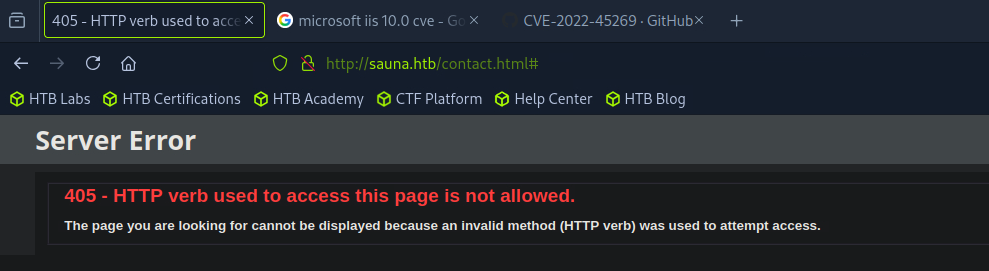 405 - HTTP verb used to acce
microsoft iis 10.0 cve - Go
CVE-2022-45269 · GitHub
http://sauna.htb/contact.html#
HTB Labs HTB Certifications HTB Academy CTF Platform Help Center HTB Blog
Server Error
405 - HTTP verb used to access this page is not allowed.
The page you are looking for cannot be displayed because an invalid method (HTTP verb) was used to attempt access.